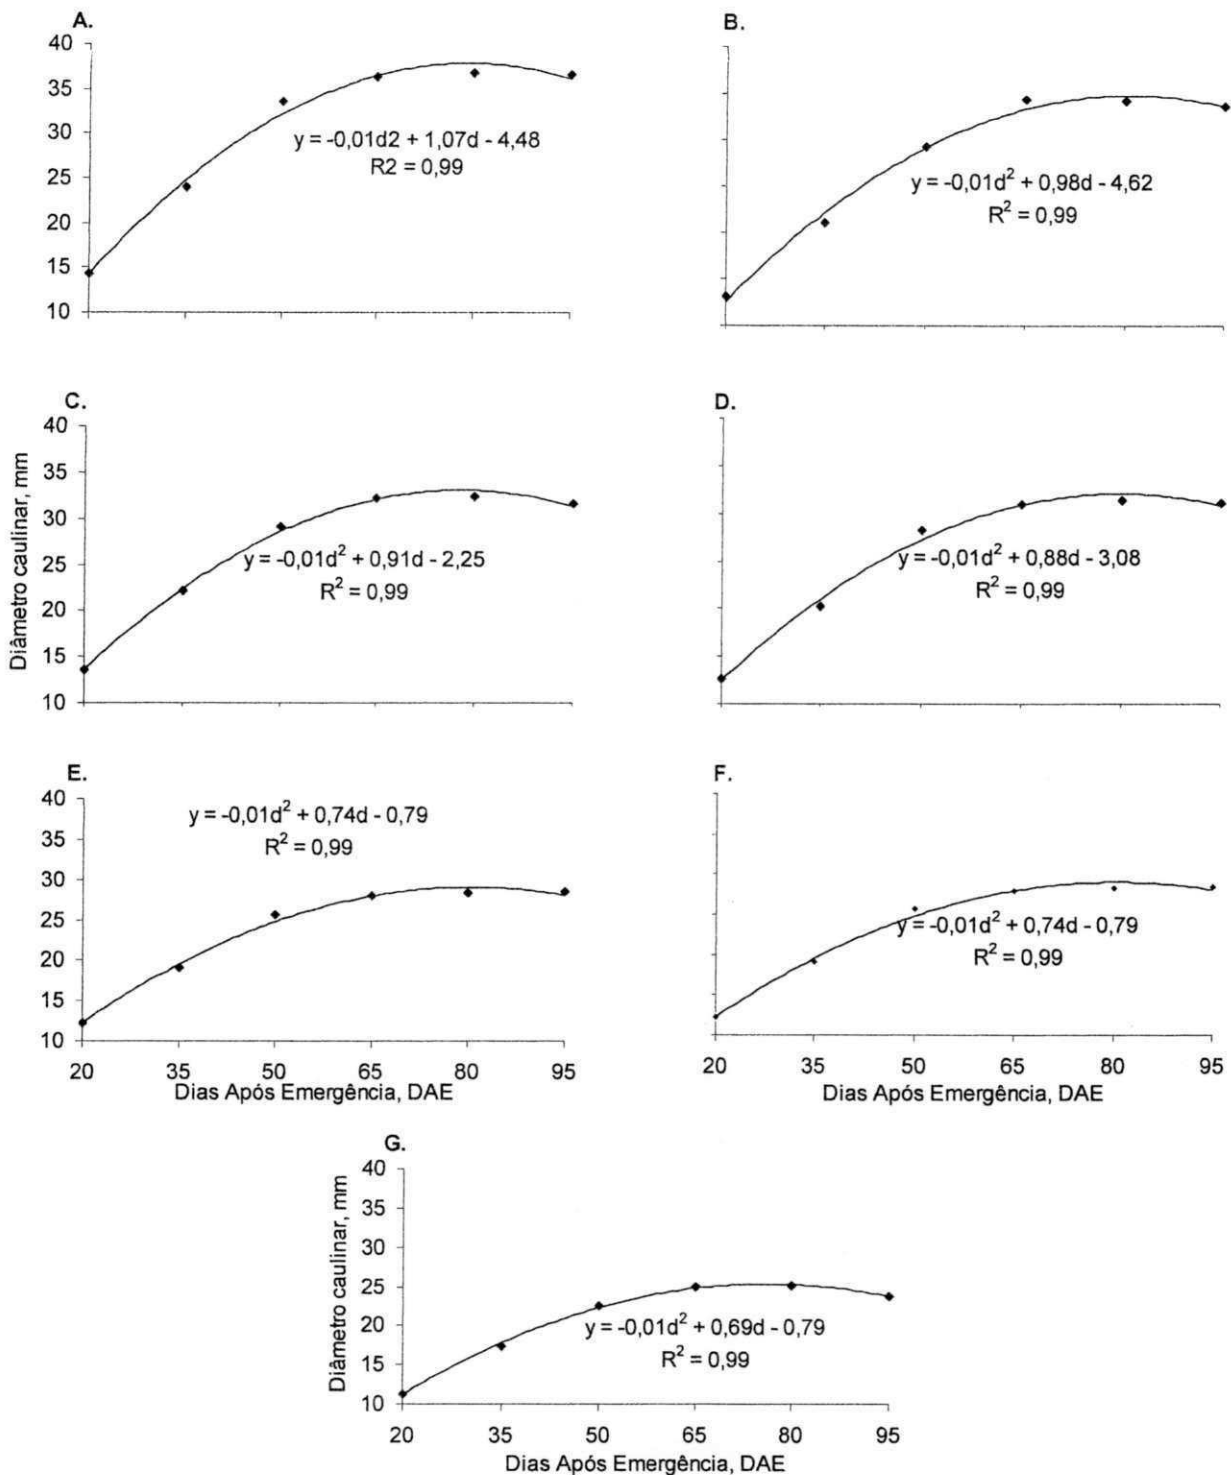 A.
40
35
30
25
20
15
10
y = -0,01d2 + 1,07d - 4,48
R2 = 0,99
B.
y = -0,01d² + 0,98d - 4,62
R² = 0,99
C.
40
35
30
25
20
15
10
Diâmetro caulinar, mm
y = -0,01d² + 0,91d - 2,25
R² = 0,99
D.
y = -0,01d² + 0,88d - 3,08
R² = 0,99
E.
40
35
30
25
20
15
10
y = -0,01d² + 0,74d - 0,79
R² = 0,99
20 35 50 65 80 95
Dias Após Emergência, DAE
F.
y = -0,01d² + 0,74d - 0,79
R² = 0,99
20 35 50 65 80 95
Dias Após Emergência, DAE
G.
40
35
30
25
20
15
10
Diâmetro caulinar, mm
y = -0,01d² + 0,69d - 0,79
R² = 0,99
20 35 50 65 80 95
Dias Após Emergência, DAE